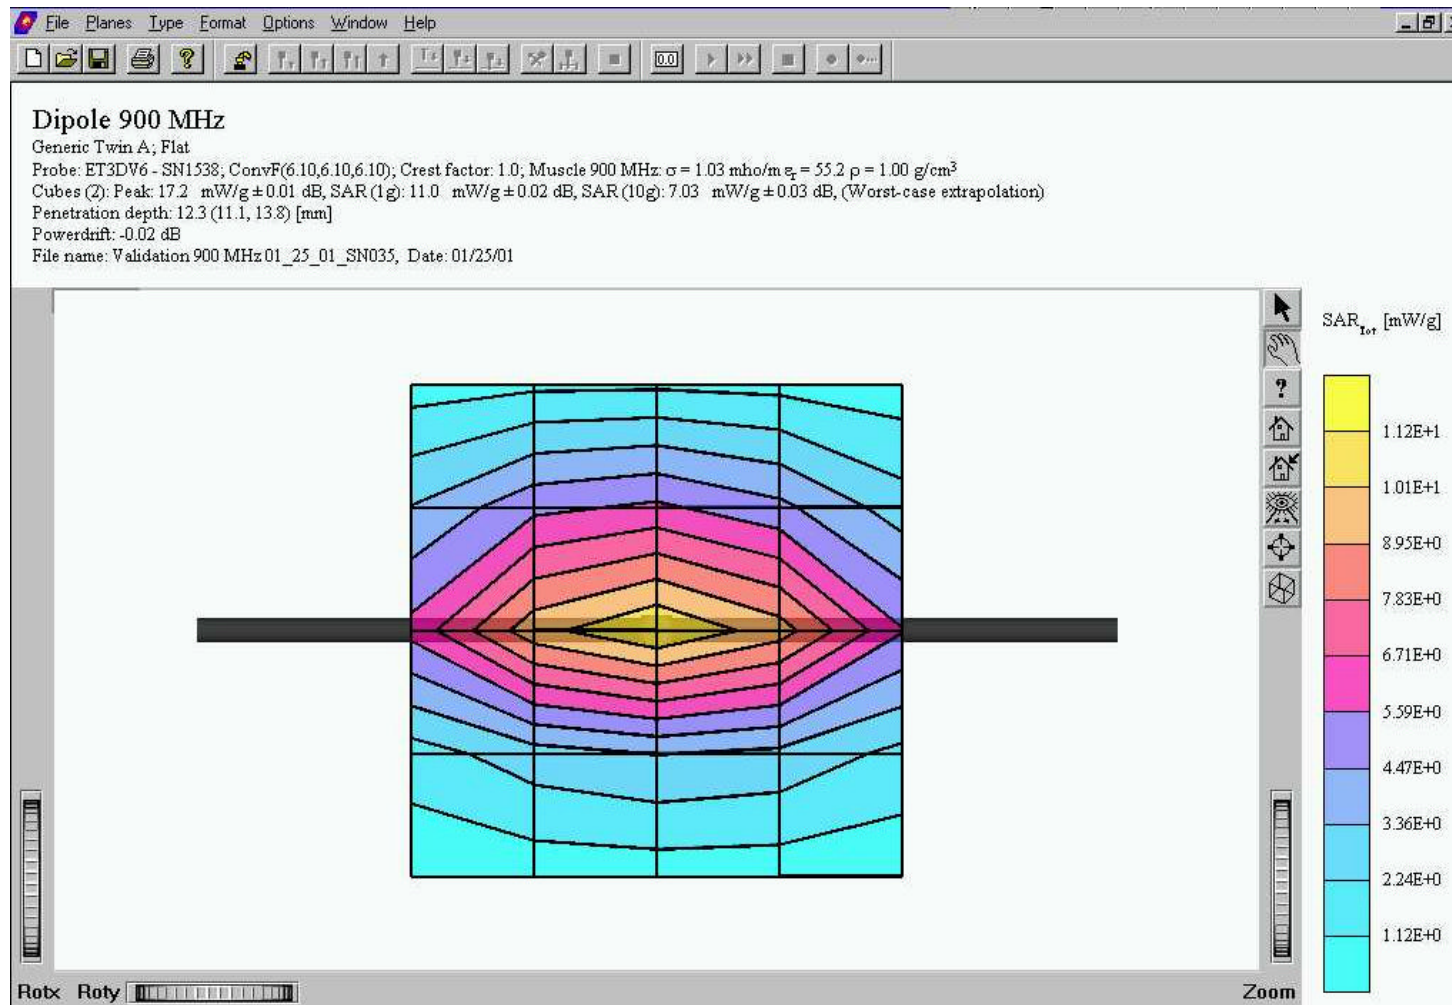 File Planes Type Format Options Window Help
?
0.0
Dipole 900 MHz
Generic Twin A; Flat
Probe: ET3DV6 - SN1538; ConvF(6.10,6.10,6.10); Crest factor: 1.0; Muscle 900 MHz: σ = 1.03 mho/m εr = 55.2 ρ = 1.00 g/cm³
Cubes (2): Peak: 17.2 mW/g ± 0.01 dB, SAR (1g): 11.0 mW/g ± 0.02 dB, SAR (10g): 7.03 mW/g ± 0.03 dB, (Worst-case extrapolation)
Penetration depth: 12.3 (11.1, 13.8) [mm]
Powerdrift: -0.02 dB
File name: Validation 900 MHz 01_25_01_SN035, Date: 01/25/01
SARTot [mW/g]
?
1.12E+1
1.01E+1
8.95E+0
7.83E+0
6.71E+0
5.59E+0
4.47E+0
3.36E+0
2.24E+0
1.12E+0
Rotx Roty Zoom